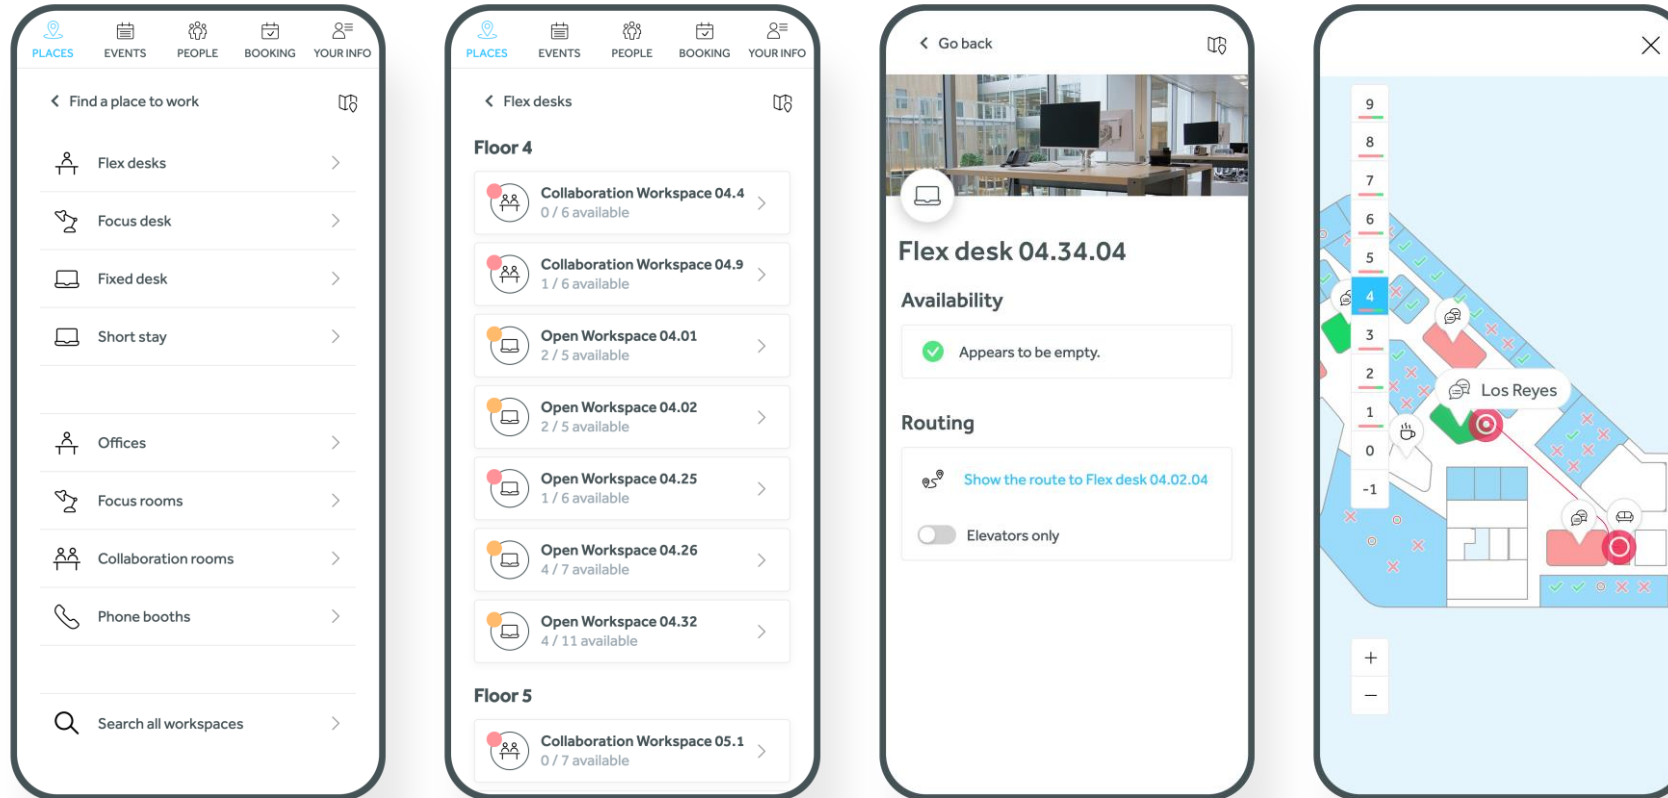 PLACES EVENTS PEOPLE BOOKING YOUR INFO
Find a place to work
Flex desks
Focus desk
Fixed desk
Short stay
Offices
Focus rooms
Collaboration rooms
Phone booths
Search all workspaces
PLACES EVENTS PEOPLE BOOKING YOUR INFO
Flex desks
Floor 4
Collaboration Workspace 04.4
0 / 6 available
Collaboration Workspace 04.9
1 / 6 available
Open Workspace 04.01
2 / 5 available
Open Workspace 04.02
2 / 5 available
Open Workspace 04.25
1 / 6 available
Open Workspace 04.26
4 / 7 available
Open Workspace 04.32
4 / 11 available
Floor 5
Collaboration Workspace 05.1
0 / 7 available
Go back
Flex desk 04.34.04
Availability
Appears to be empty.
Routing
Show the route to Flex desk 04.02.04
Elevators only
9
8
7
6
5
4
3
2
1
0
-1
Los Reyes
+
−